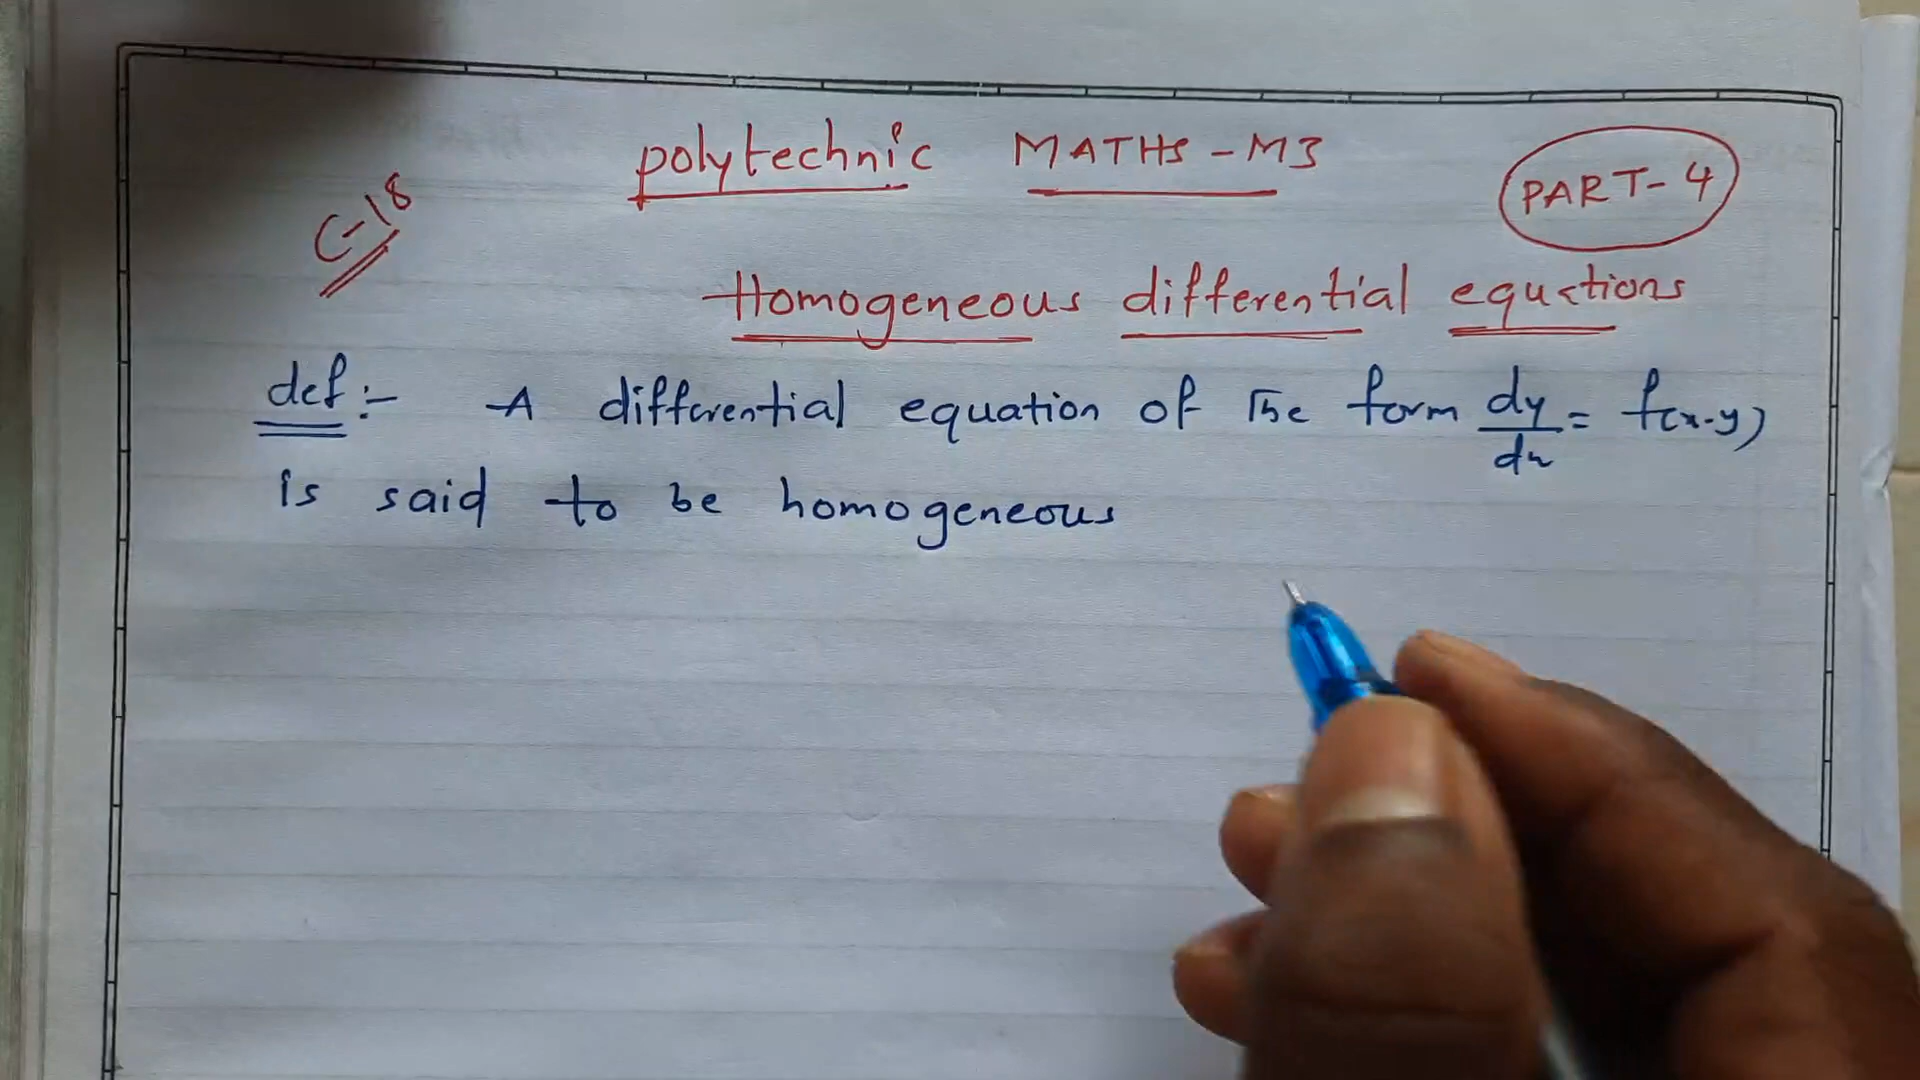 polytechnic MATHS - M3
C-18
PART-4
Homogeneous differential equations
def:- A differential equation of The form dy/dx = f(x.y)
is said to be homogeneous